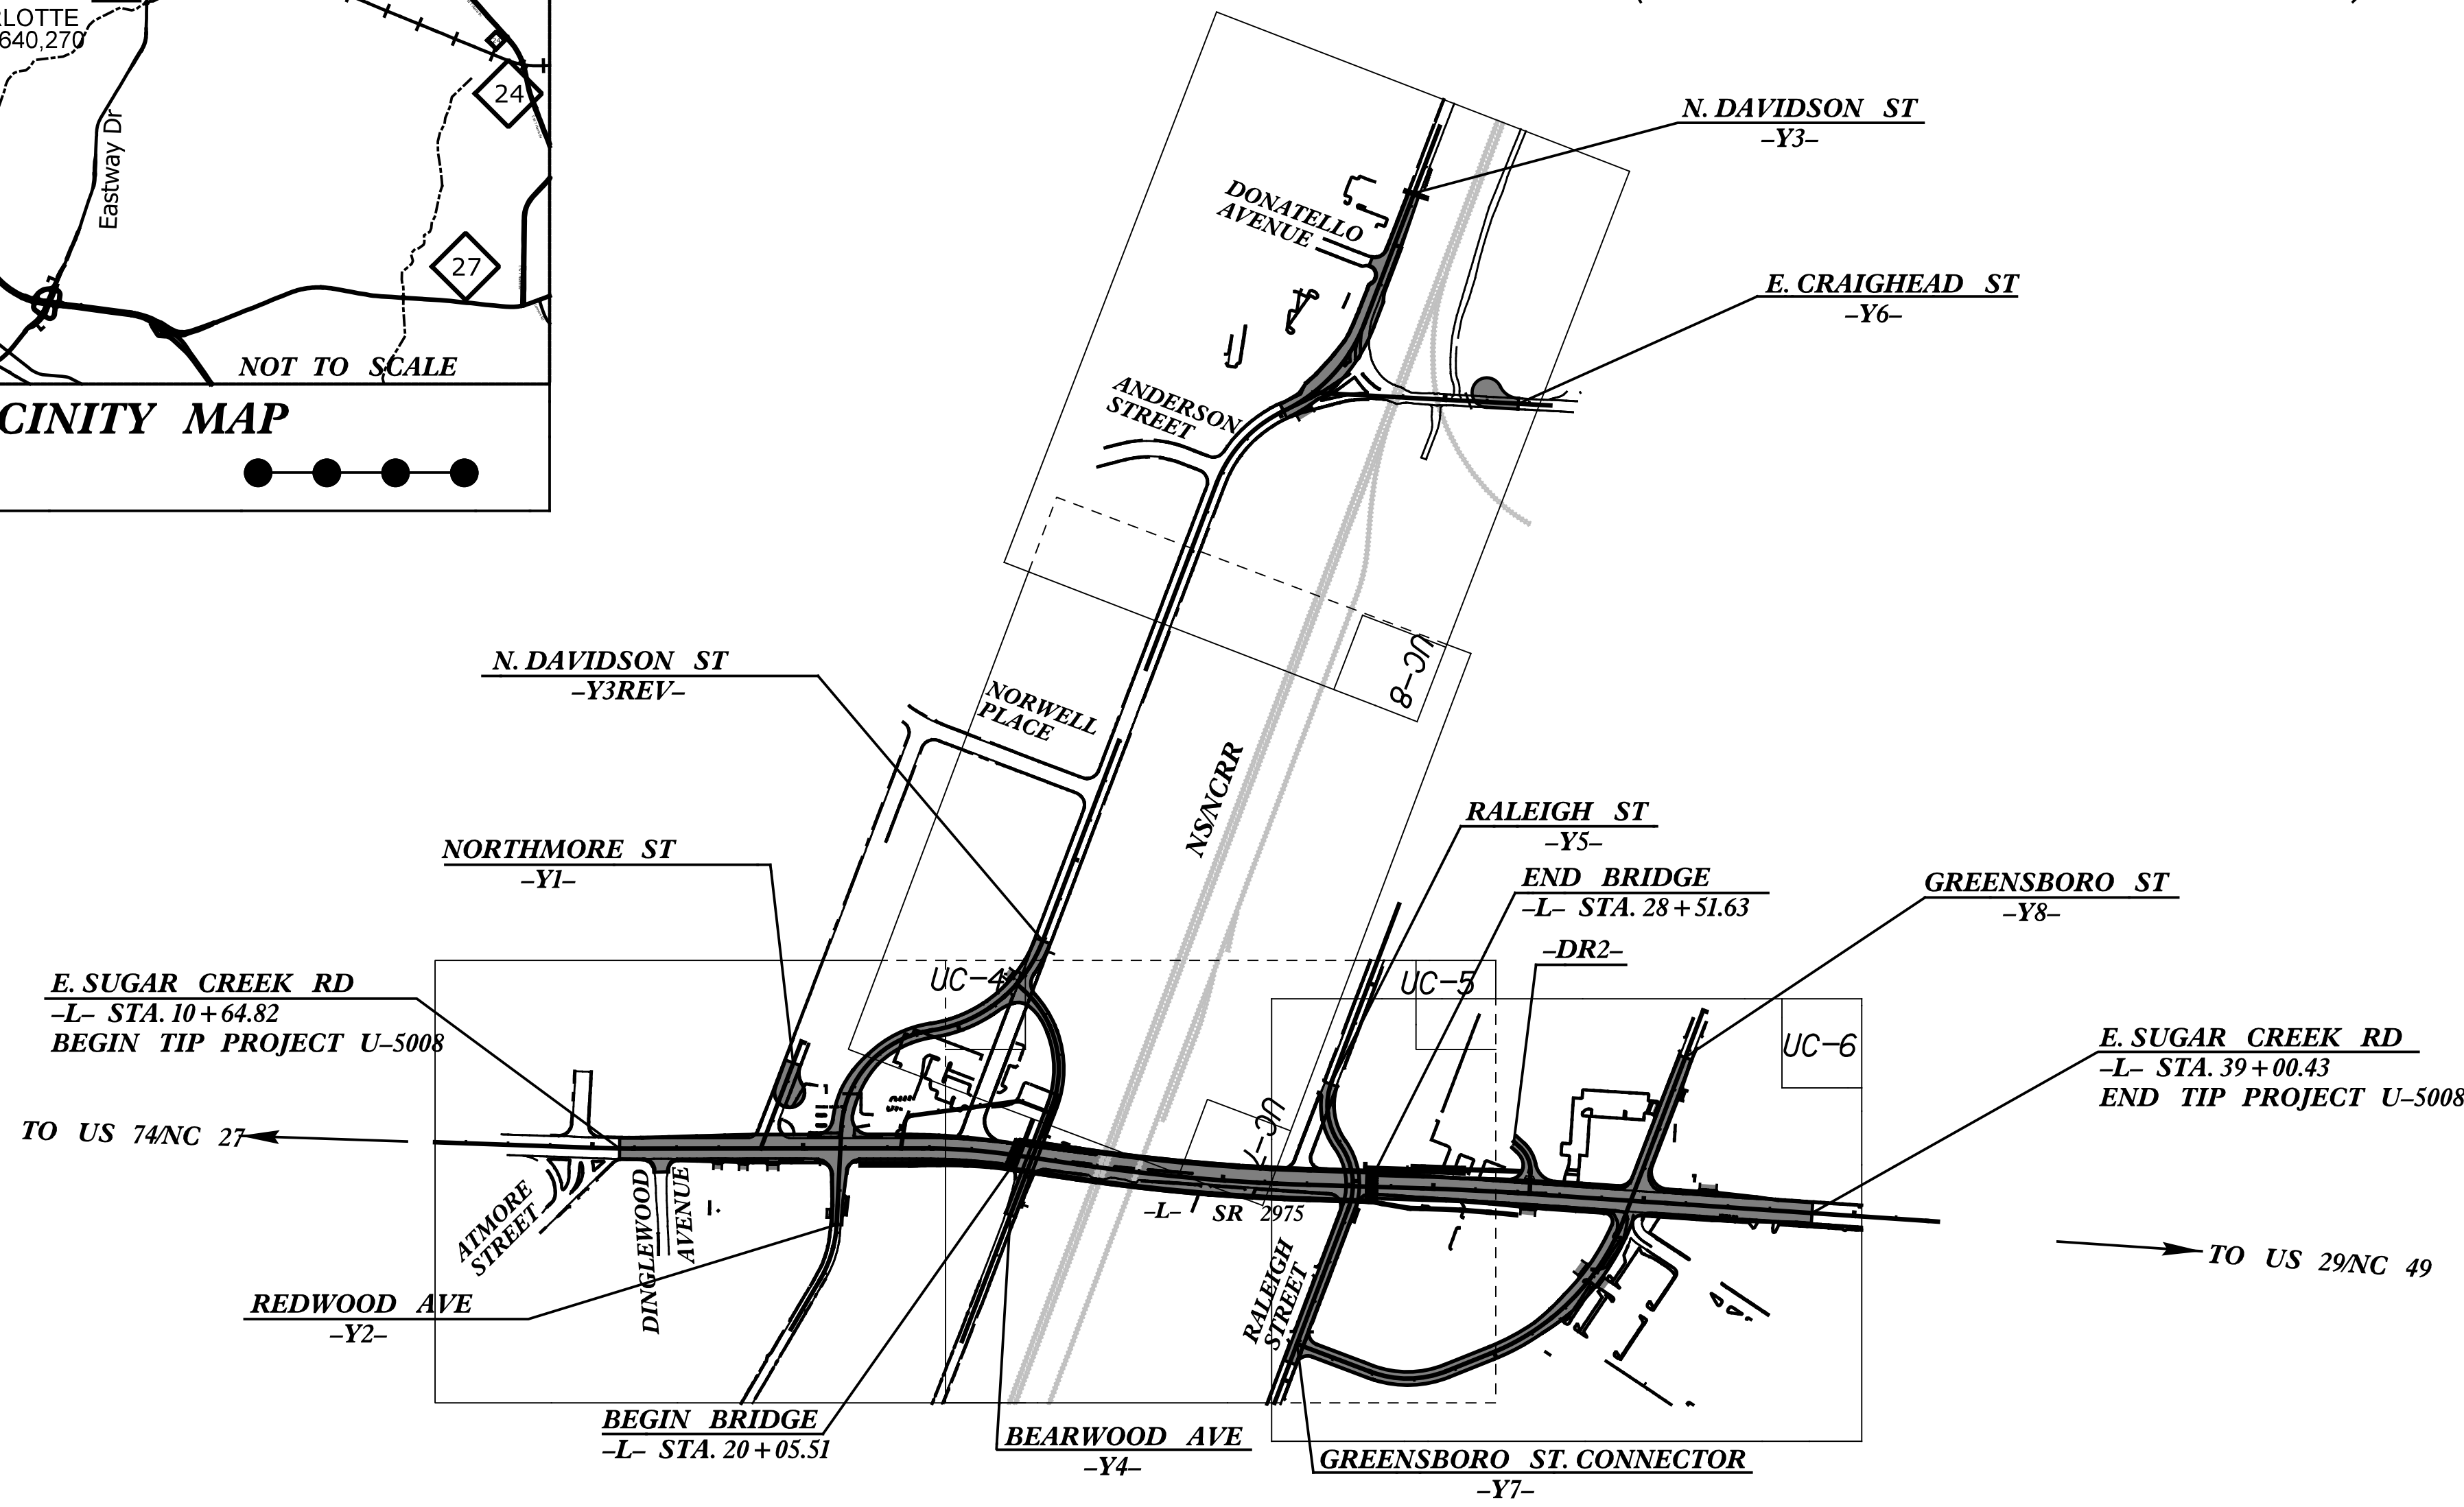 LOTTE
640,270
Eastway Dr
24
27
NOT TO SCALE
CINITY MAP
N. DAVIDSON ST
–Y3–
DONATELLO
AVENUE
E. CRAIGHEAD ST
–Y6–
ANDERSON
STREET
UC-8
N. DAVIDSON ST
–Y3REV–
NORWELL
PLACE
NS/NCRR
NORTHMORE ST
–Y1–
RALEIGH ST
–Y5–
END BRIDGE
–L– STA. 28+51.63
–DR2–
GREENSBORO ST
–Y8–
E. SUGAR CREEK RD
–L– STA. 10+64.82
BEGIN TIP PROJECT U–5008
UC-4
UC-5
UC-6
E. SUGAR CREEK RD
–L– STA. 39+00.43
END TIP PROJECT U–5008
TO US 74/NC 27
UC-7
ATMORE
STREET
DINGLEWOOD
AVENUE
–L– SR 2975
RALEIGH
STREET
TO US 29/NC 49
REDWOOD AVE
–Y2–
BEGIN BRIDGE
–L– STA. 20+05.51
BEARWOOD AVE
–Y4–
GREENSBORO ST. CONNECTOR
–Y7–